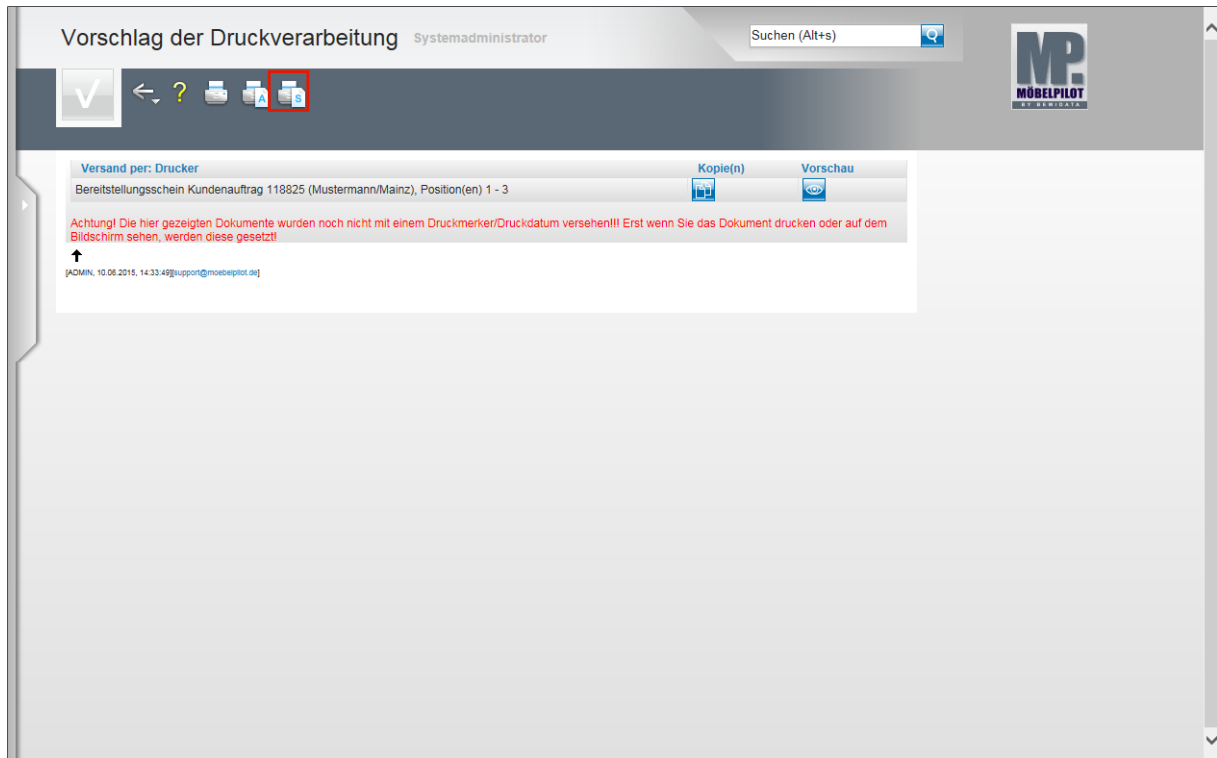 Vorschlag der Druckverarbeitung Systemadministrator
Suchen (Alt+s)
MP.
MÖBELPILOT
BY BEWIDATA
?
A
S
Versand per: Drucker Kopie(n) Vorschau
Bereitstellungsschein Kundenauftrag 118825 (Mustermann/Mainz), Position(en) 1 - 3
Achtung! Die hier gezeigten Dokumente wurden noch nicht mit einem Druckmerker/Druckdatum versehen!!! Erst wenn Sie das Dokument drucken oder auf dem
Bildschirm sehen, werden diese gesetzt!
[ADMIN, 10.06.2015, 14:33:49][support@moebelpilot.de]